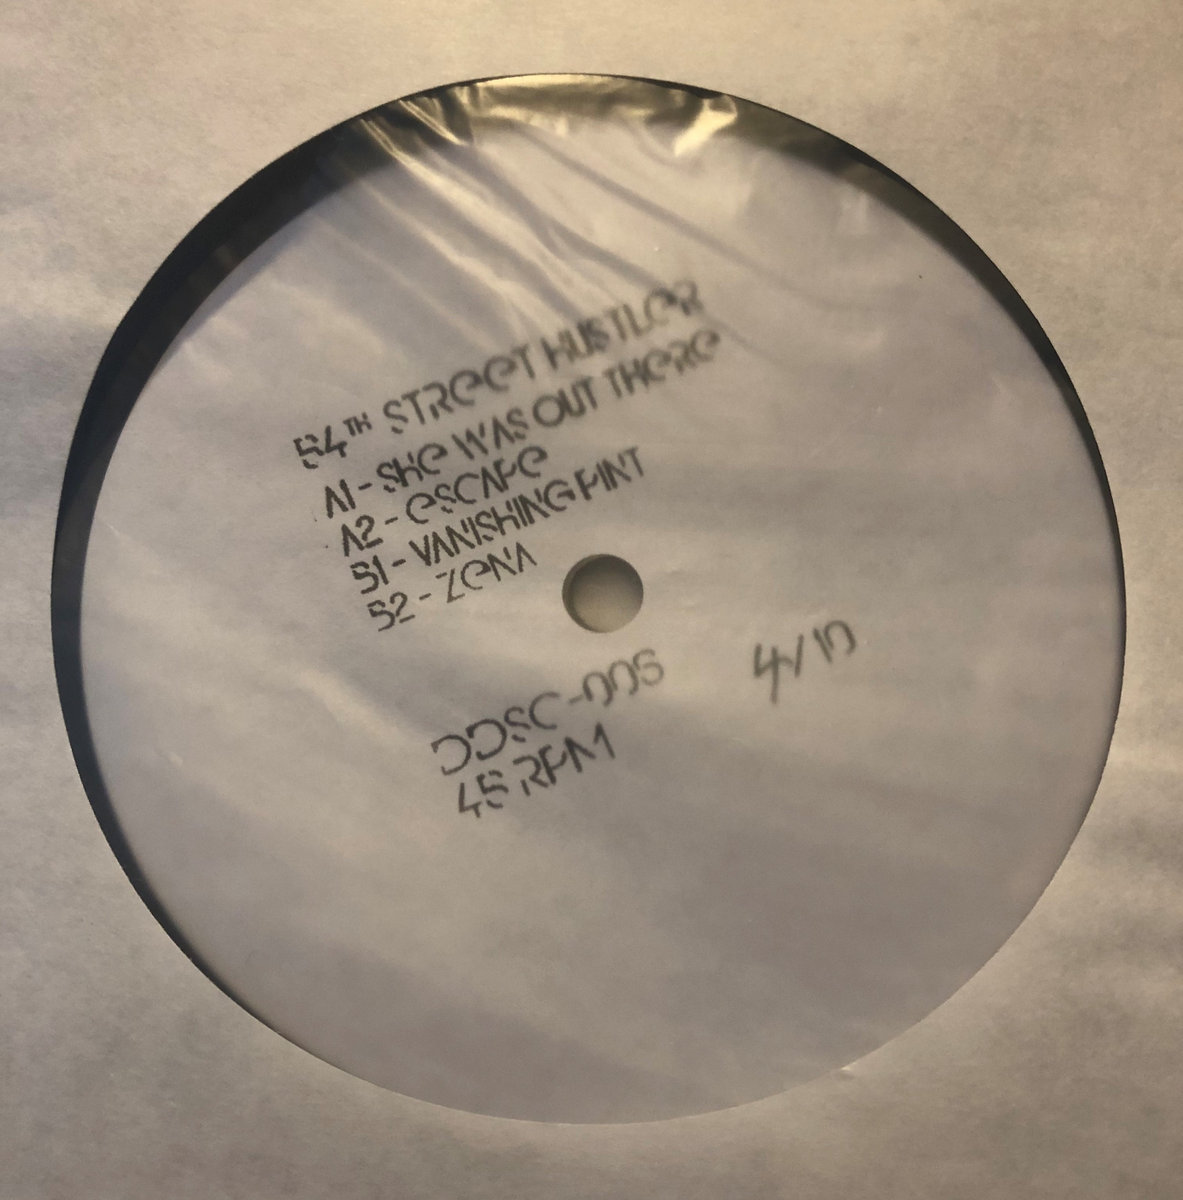 54TH STREET HUSTLER
A1 - SHE WAS OUT THERE
A2 - ESCAPE
B1 - VANISHING PINT
B2 - ZENA
DDSC-006
45 RPM
4/10